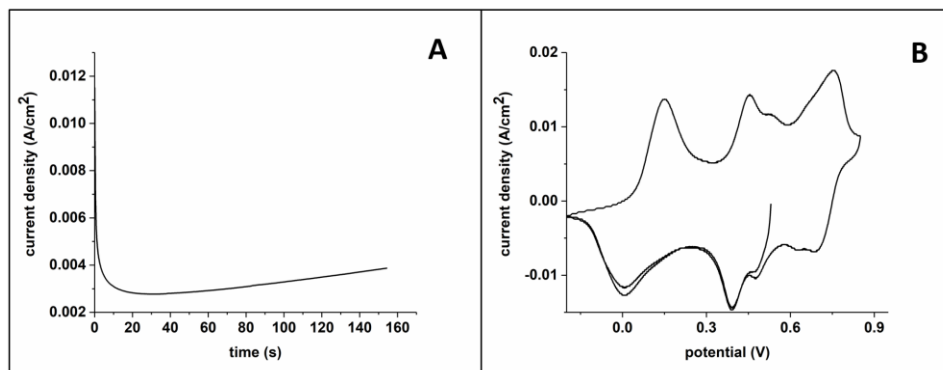 A
current density (A/cm²)
0.012
0.010
0.008
0.006
0.004
0.002
0 20 40 60 80 100 120 140 160
time (s)
B
current density (A/cm²)
0.02
0.01
0.00
-0.01
0.0 0.3 0.6 0.9
potential (V)